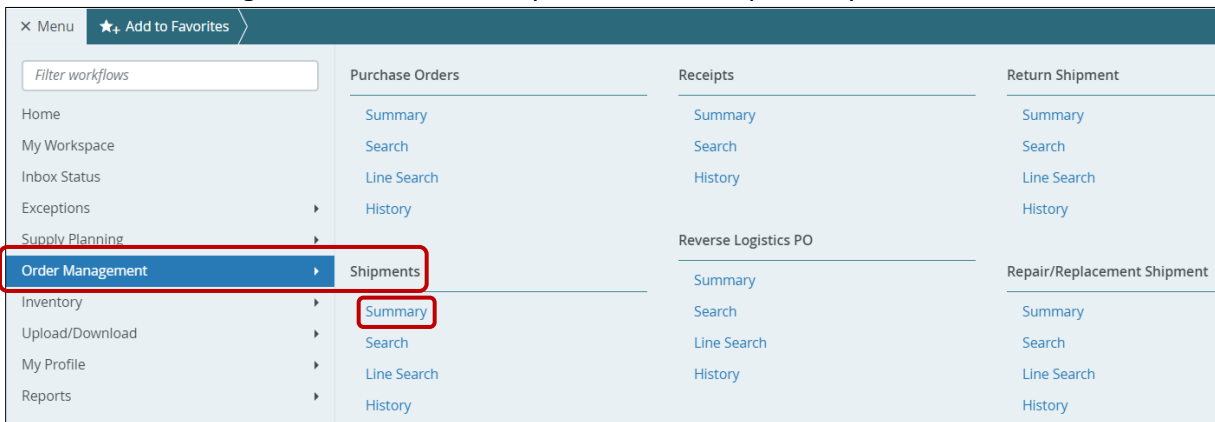 × Menu
★+ Add to Favorites
Filter workflows
Home
My Workspace
Inbox Status
Exceptions
Supply Planning
Order Management
Inventory
Upload/Download
My Profile
Reports
Purchase Orders
Summary
Search
Line Search
History
Shipments
Summary
Search
Line Search
History
Receipts
Summary
Search
History
Reverse Logistics PO
Summary
Search
Line Search
History
Return Shipment
Summary
Search
Line Search
History
Repair/Replacement Shipment
Summary
Search
Line Search
History